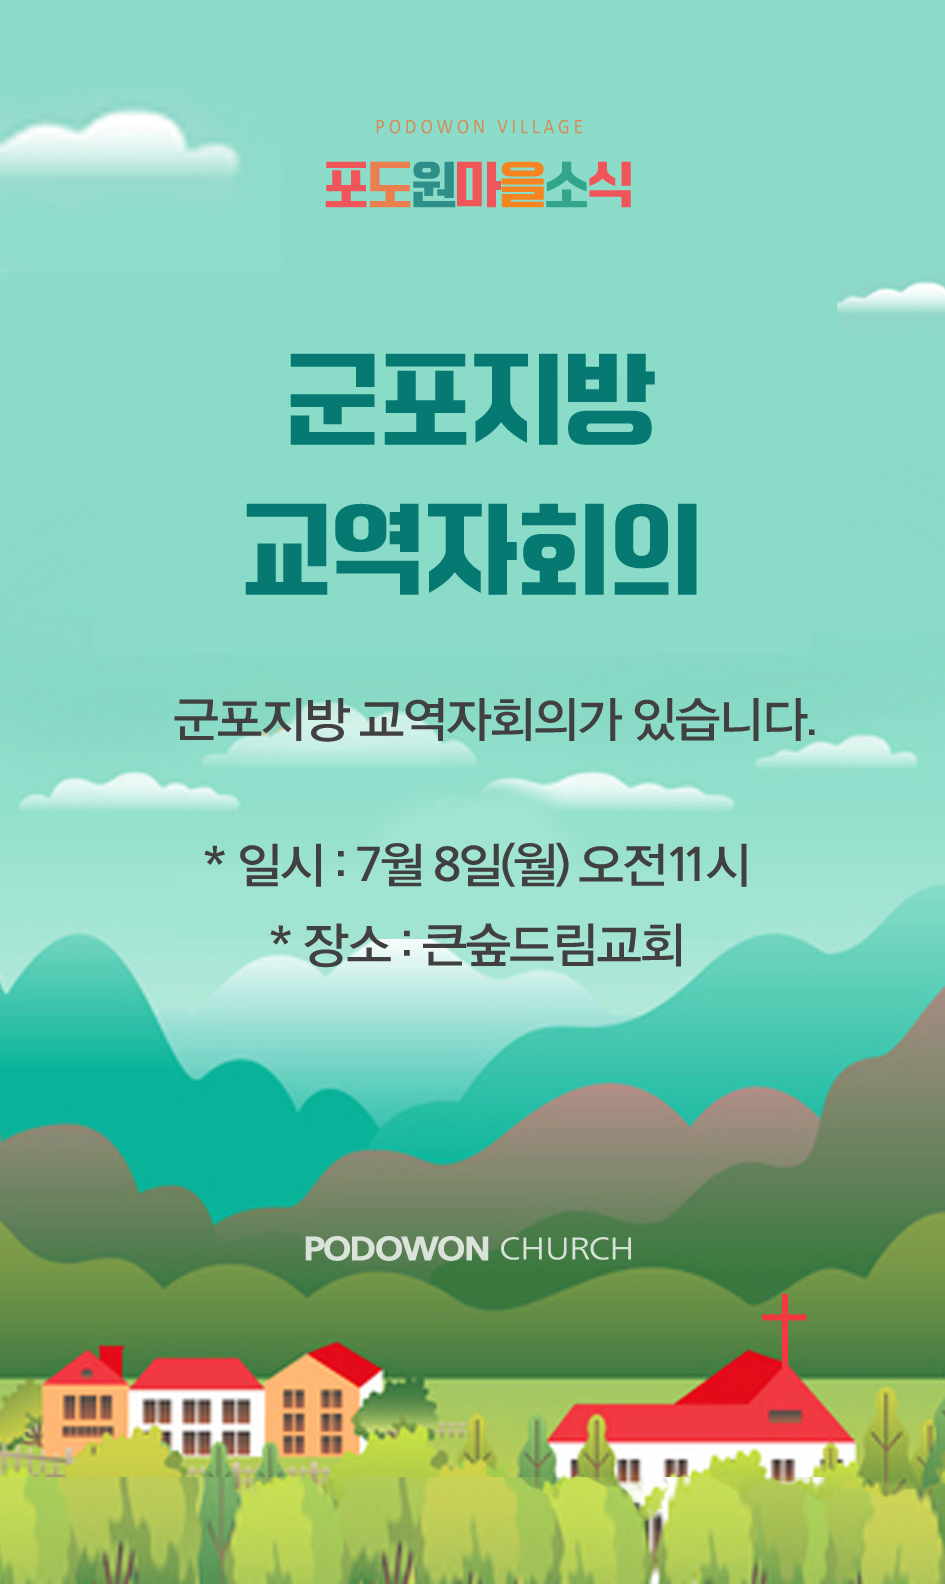 PODOWON VILLAGE
포도원마을소식
군포지방
교역자회의
군포지방 교역자회의가 있습니다.
* 일시 : 7월 8일(월) 오전11시
* 장소 : 큰숲드림교회
PODOWON CHURCH